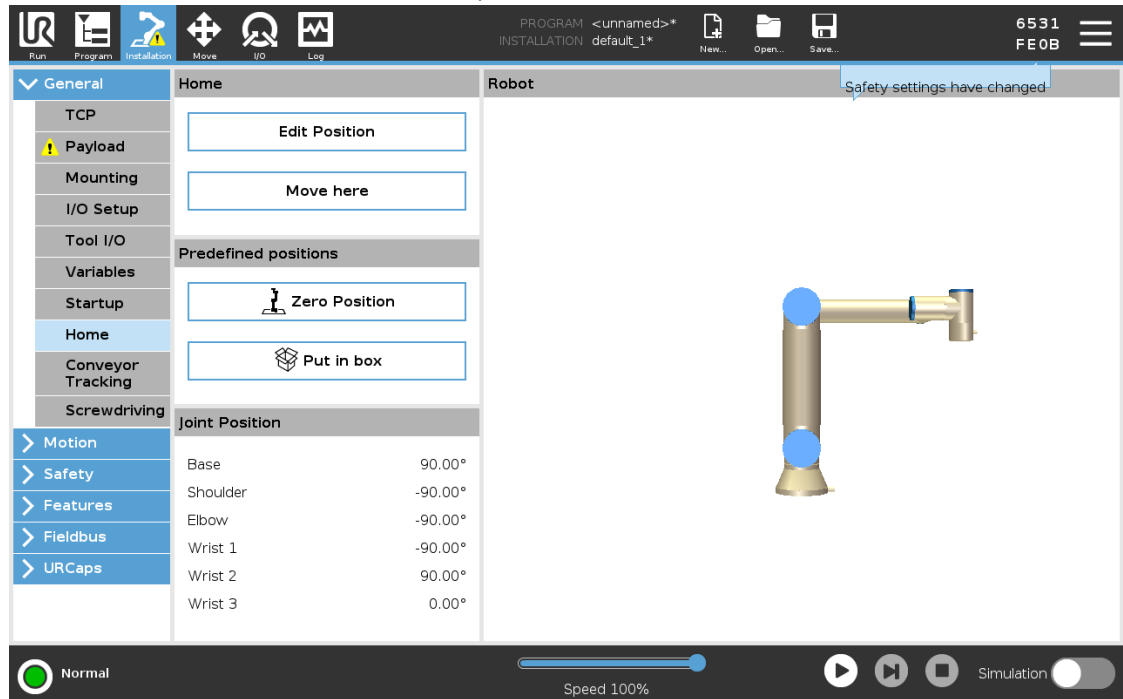 PROGRAM <unnamed>*
INSTALLATION default_1*
6531
FE0B
UR
Run
Program
Installation
Move
I/O
Log
New...
Open...
Save...
Safety settings have changed
General
TCP
Payload
Mounting
I/O Setup
Tool I/O
Variables
Startup
Home
Conveyor
Tracking
Screwdriving
Motion
Safety
Features
Fieldbus
URCaps
Home
Edit Position
Move here
Predefined positions
Zero Position
Put in box
Joint Position
Base 90.00°
Shoulder -90.00°
Elbow -90.00°
Wrist 1 -90.00°
Wrist 2 90.00°
Wrist 3 0.00°
Robot
Normal
Speed 100%
Simulation